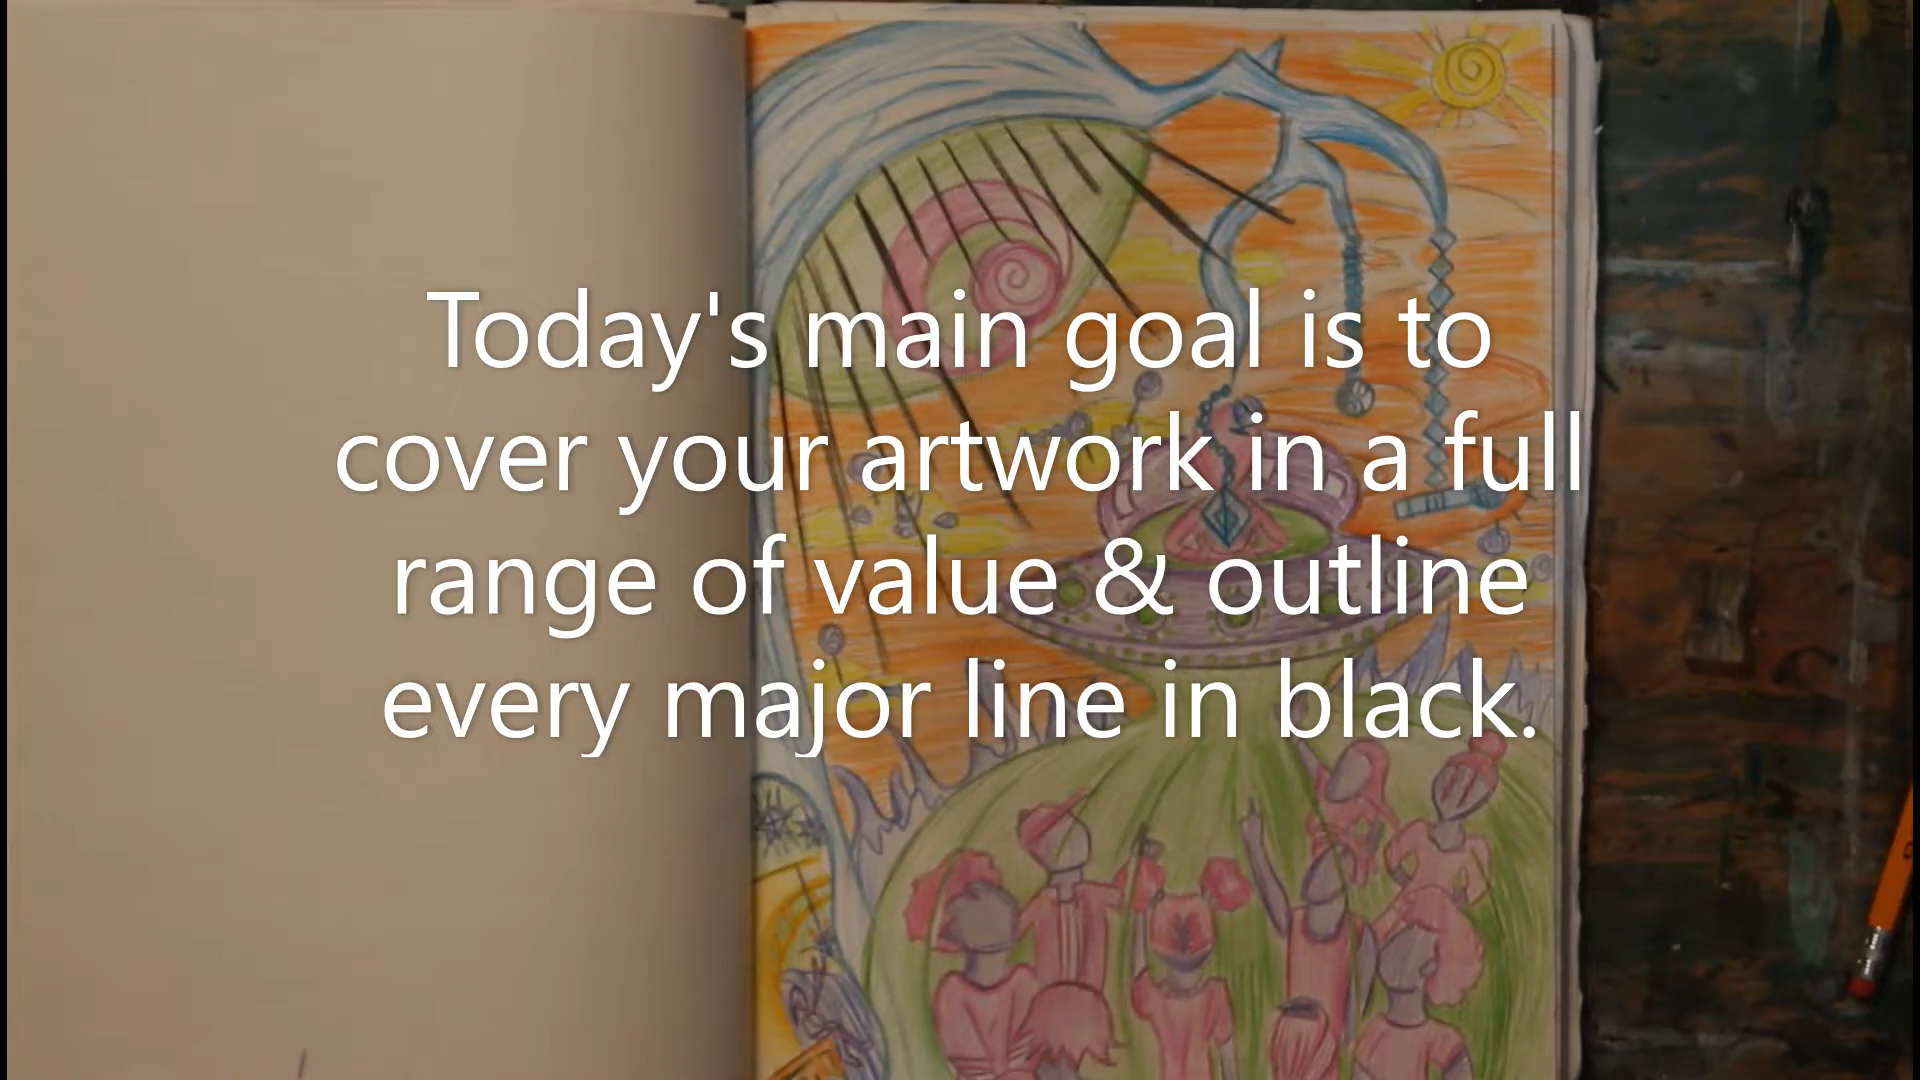 Today's main goal is to
cover your artwork in a full
range of value & outline
every major line in black.